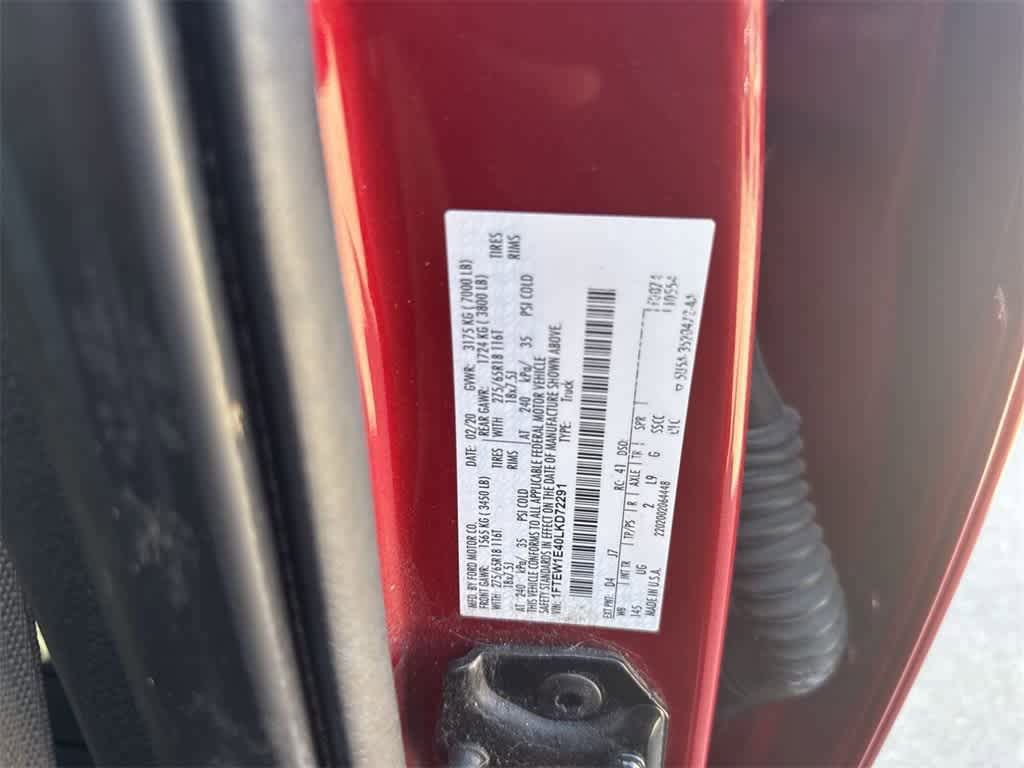 MFD. BY FORD MOTOR CO.
DATE: 02/20 GVWR: 3175 KG ( 7000 LB)
FRONT GAWR: 1565 KG ( 3450 LB) REAR GAWR: 1724 KG ( 3800 LB)
WITH 275/65R18 116T TIRES WITH 275/65R18 116T TIRES
18x7.5J RIMS 18x7.5J RIMS
AT 240 kPa/ 35 PSI COLD AT 240 kPa/ 35 PSI COLD
THIS VEHICLE CONFORMS TO ALL APPLICABLE FEDERAL MOTOR VEHICLE
SAFETY STANDARDS IN EFFECT ON THE DATE OF MANUFACTURE SHOWN ABOVE.
VIN: 1FTEW1E40LKD72291 TYPE: Truck
EXT PNT: D4 J7 RC: 41 DSO:
WB INT TR TP/PS R AXLE TR SPR
145 UG 2 L9 G SSCC
MADE IN U.S.A. 2202002064448